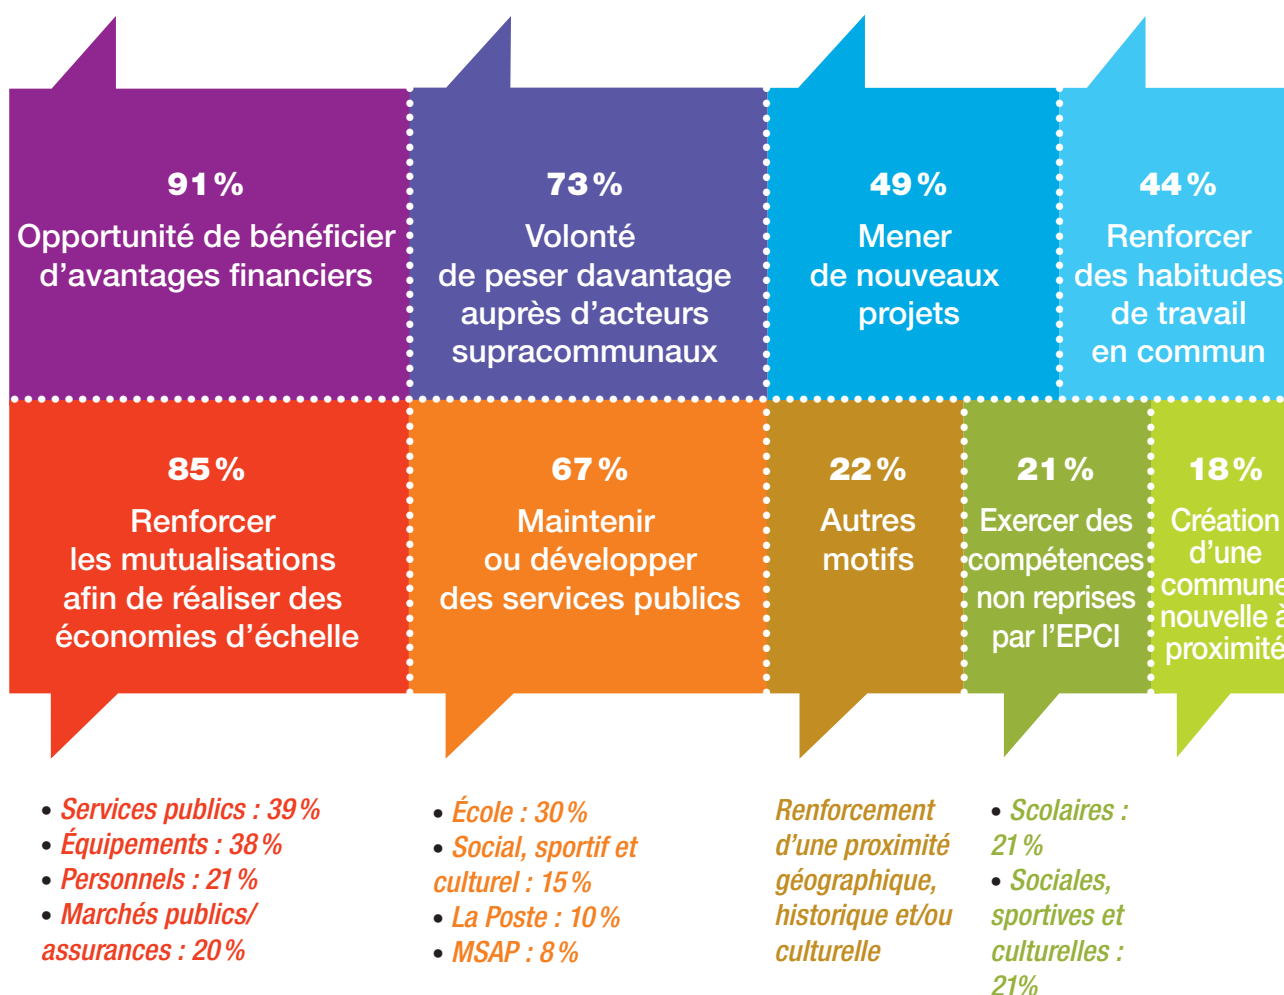 91 %
Opportunité de bénéficier
d’avantages financiers
73 %
Volonté
de peser davantage
auprès d’acteurs
supracommunaux
49 %
Mener
de nouveaux
projets
44 %
Renforcer
des habitudes
de travail
en commun
85 %
Renforcer
les mutualisations
afin de réaliser des
économies d’échelle
67 %
Maintenir
ou développer
des services publics
22 %
Autres
motifs
21 %
Exercer des
compétences
non reprises
par l’EPCI
18 %
Création
d’une
commune
nouvelle à
proximité
• Services publics : 39 %
• Équipements : 38 %
• Personnels : 21 %
• Marchés publics/
assurances : 20 %
• École : 30 %
• Social, sportif et
culturel : 15 %
• La Poste : 10 %
• MSAP : 8 %
Renforcement
d’une proximité
géographique,
historique et/ou
culturelle
• Scolaires :
21 %
• Sociales,
sportives et
culturelles :
21%